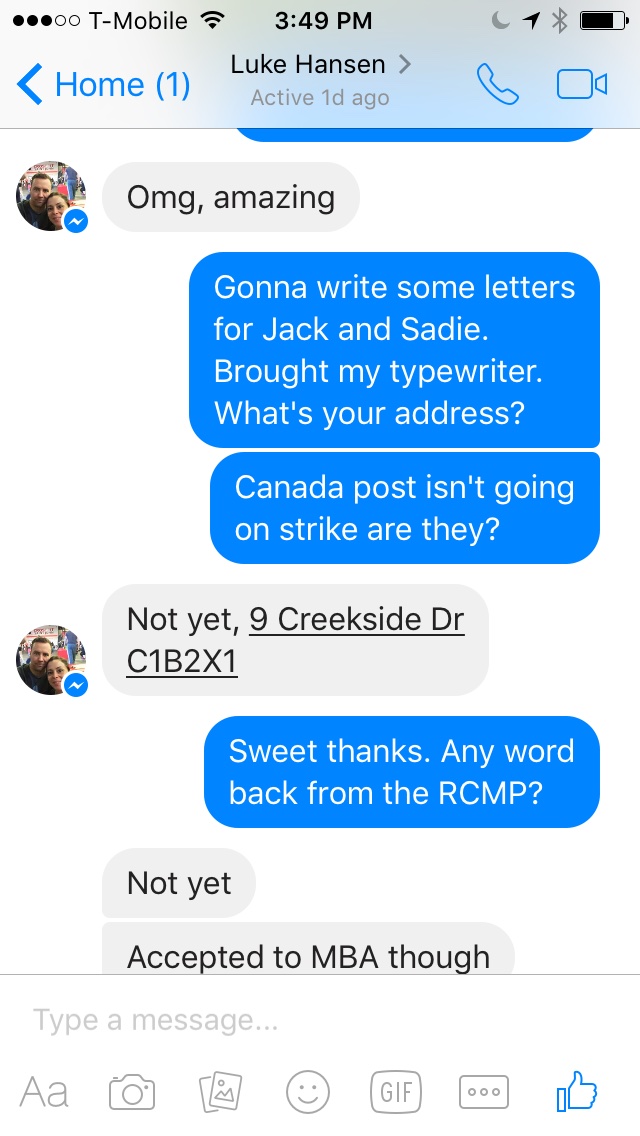 T-Mobile 3:49 PM
Home (1) Luke Hansen
Active 1d ago
Omg, amazing
Gonna write some letters
for Jack and Sadie.
Brought my typewriter.
What's your address?
Canada post isn't going
on strike are they?
Not yet, 9 Creekside Dr
C1B2X1
Sweet thanks. Any word
back from the RCMP?
Not yet
Accepted to MBA though
Type a message...
Aa GIF